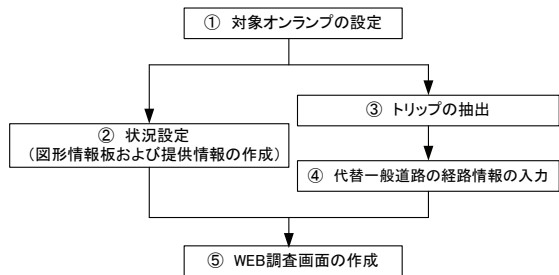 ① 対象オンランプの設定
② 状況設定
（図形情報板および提供情報の作成）
③ トリップの抽出
④ 代替一般道路の経路情報の入力
⑤ WEB調査画面の作成